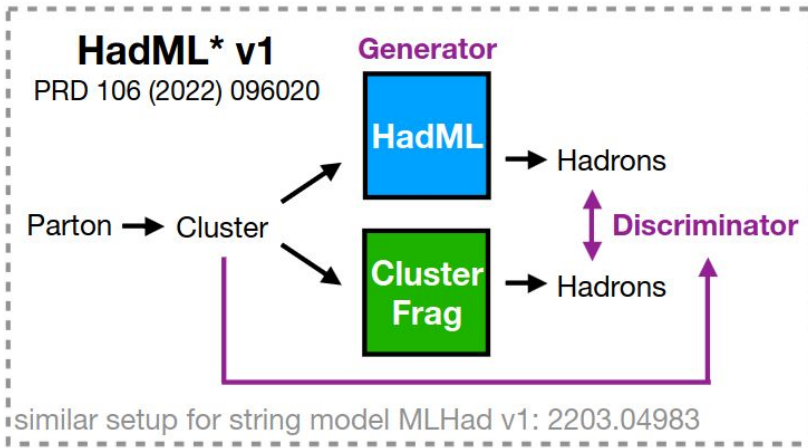 HadML* v1
PRD 106 (2022) 096020
Generator
HadML
Hadrons
Parton
Cluster
Discriminator
Cluster
Frag
Hadrons
similar setup for string model MLHad v1: 2203.04983